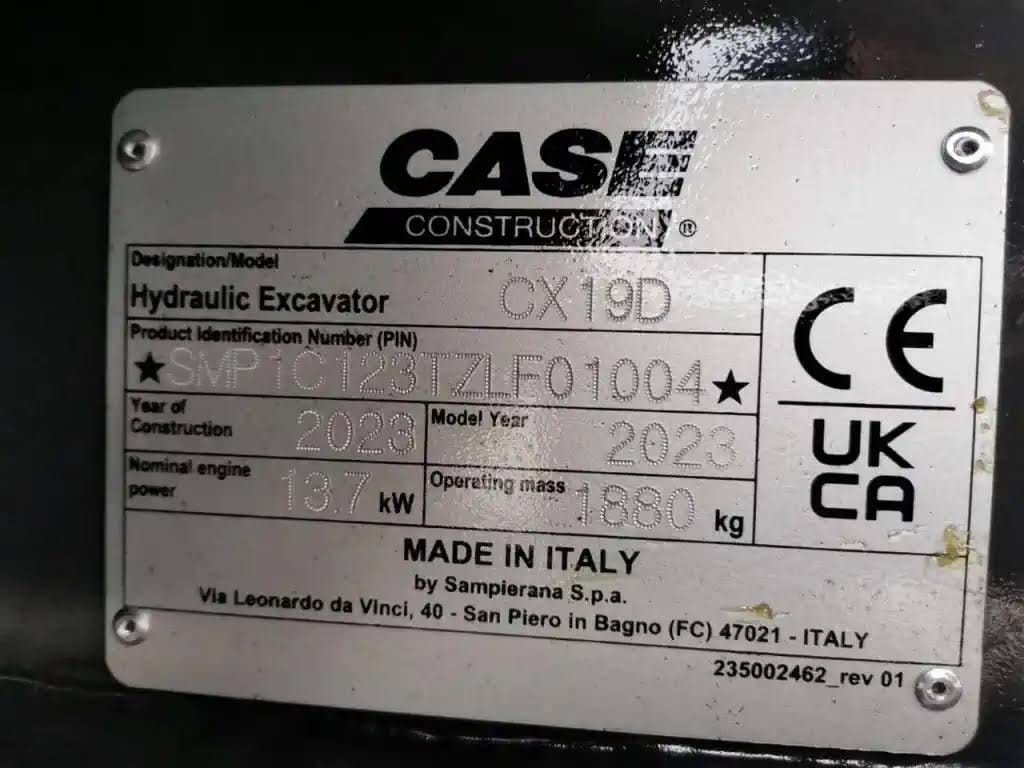 CASE
CONSTRUCTION ®
Designation/Model
Hydraulic Excavator CX19D
Product Identification Number (PIN)
★SMP1C123TZLF01004★
Year of Construction 2023 Model Year 2023
Nominal engine power 13.7 kW Operating mass 1880 kg
CE
UK
CA
MADE IN ITALY
by Sampierana S.p.a.
Via Leonardo da Vinci, 40 - San Piero in Bagno (FC) 47021 - ITALY
235002462_rev 01